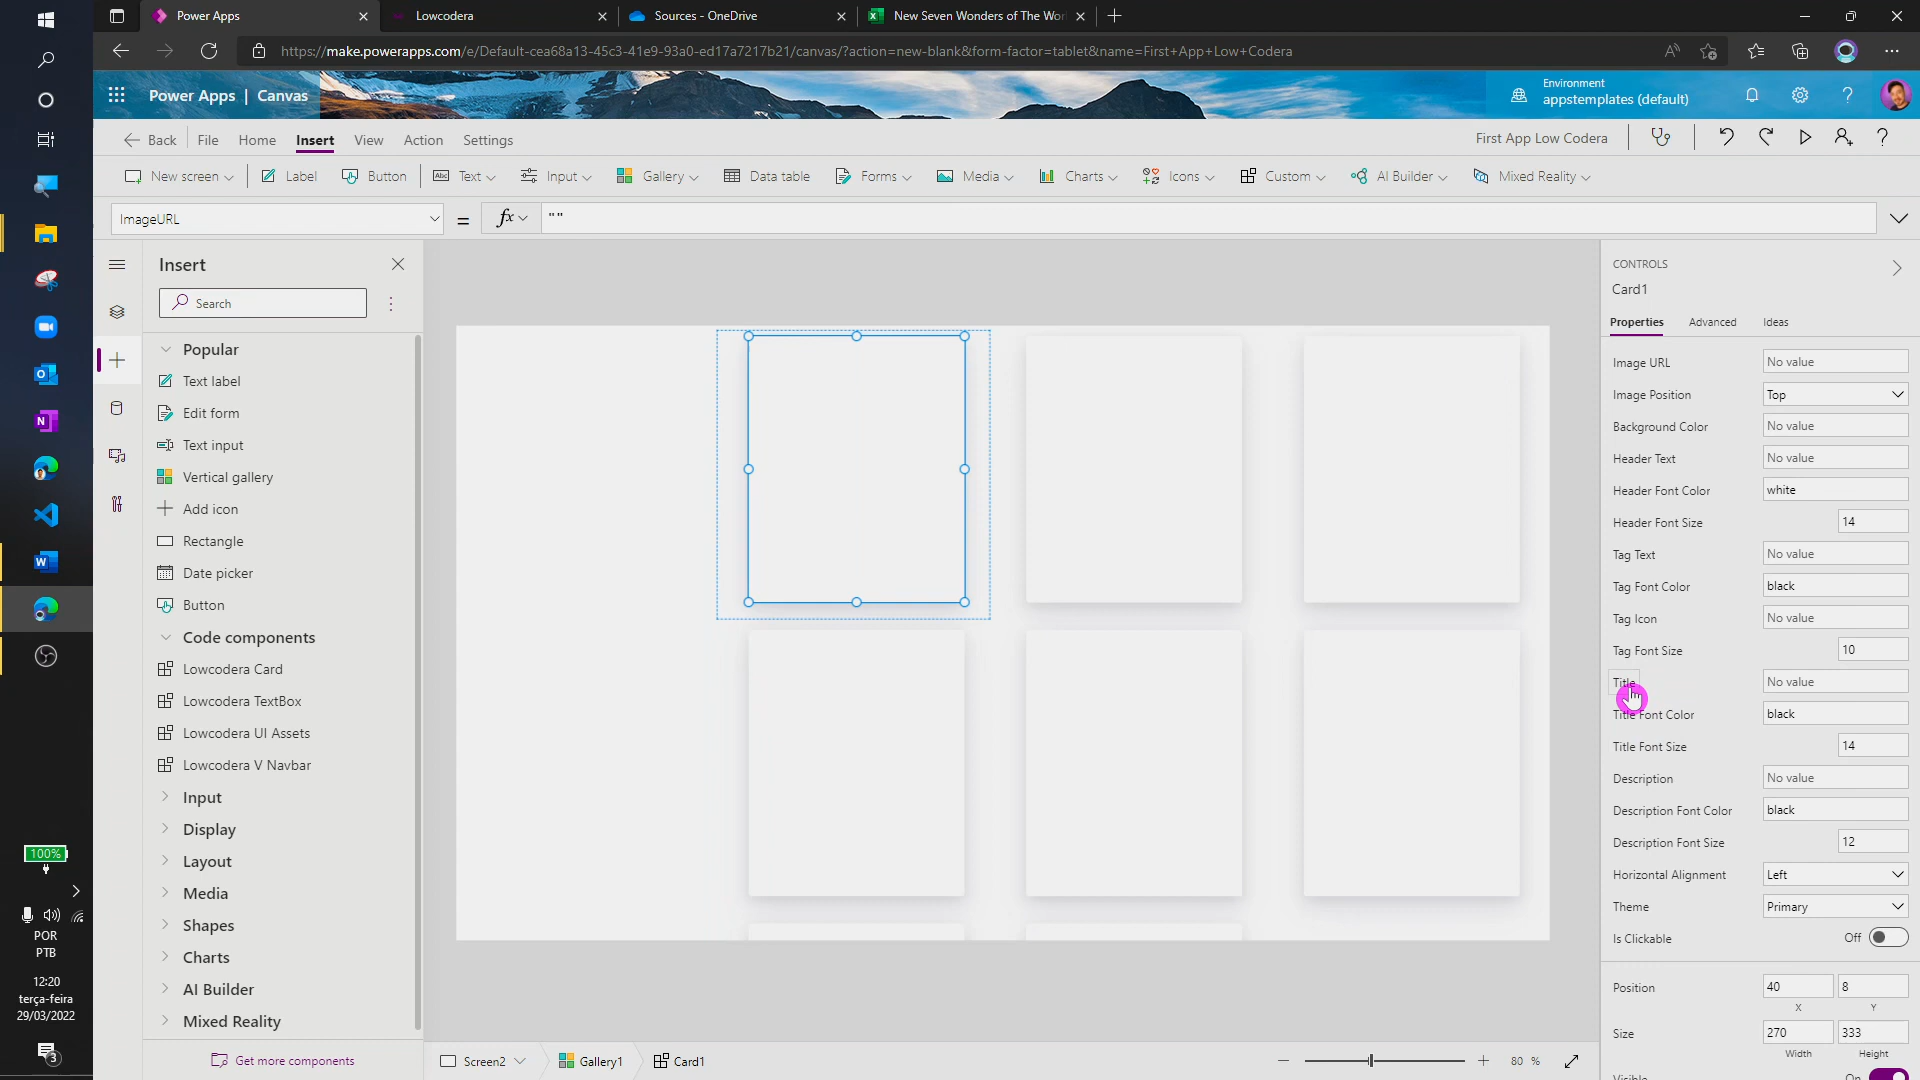 Power Apps
Lowcodera
Sources - OneDrive
New Seven Wonders of The Wor
https://make.powerapps.com/e/Default-cea68a13-45c3-41e9-93a0-ed17a7217b21/canvas/?action=new-blank&form-factor=tablet&name=First+App+Low+Codera
Power Apps | Canvas
Environment
appstemplates (default)
Back
File
Home
Insert
View
Action
Settings
First App Low Codera
New screen
Label
Button
Abc Text
Input
Gallery
Data table
Forms
Media
Charts
Icons
Custom
AI Builder
Mixed Reality
ImageURL
=
fx
""
Insert
Search
Popular
Text label
Edit form
Text input
Vertical gallery
Add icon
Rectangle
Date picker
Button
Code components
Lowcodera Card
Lowcodera TextBox
Lowcodera UI Assets
Lowcodera V Navbar
Input
Display
Layout
Media
Shapes
Charts
AI Builder
Mixed Reality
Get more components
Screen2
Gallery1
Card1
80 %
CONTROLS
Card1
Properties
Advanced
Ideas
Image URL No value
Image Position Top
Background Color No value
Header Text No value
Header Font Color white
Header Font Size 14
Tag Text No value
Tag Font Color black
Tag Icon No value
Tag Font Size 10
Title No value
Title Font Color black
Title Font Size 14
Description No value
Description Font Color black
Description Font Size 12
Horizontal Alignment Left
Theme Primary
Is Clickable Off
Position 40 8
X Y
Size 270 333
Width Height
Visible On
100%
POR
PTB
12:20
terça-feira
29/03/2022
3